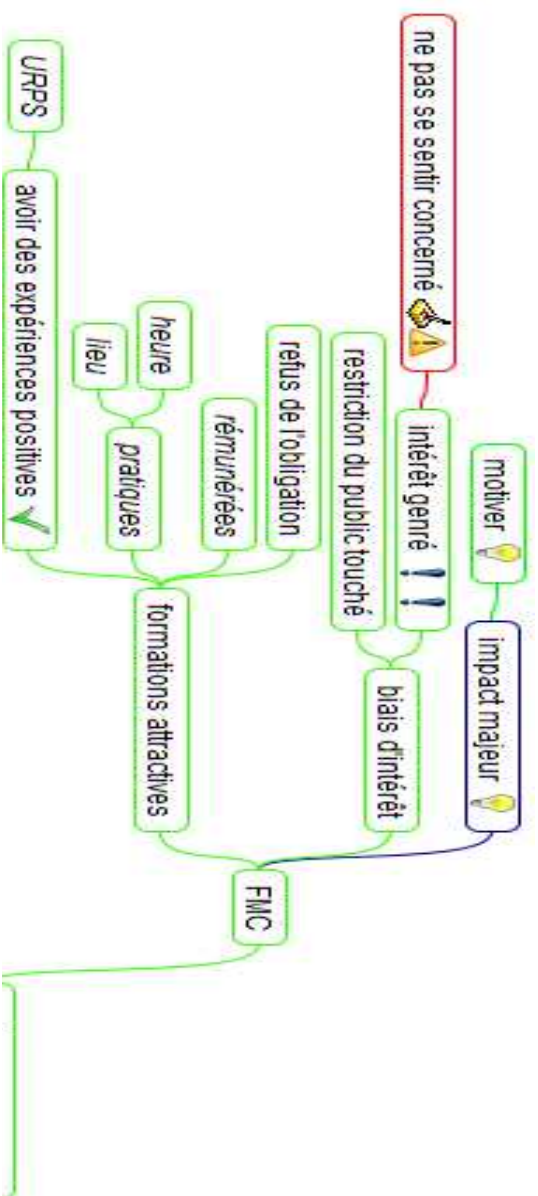 motiver
impact majeur
ne pas se sentir concerné
intérêt genré
restriction du public touché
biais d'intérêt
refus de l'obligation
rémunérées
heure
lieu
pratiques
URPS
avoir des expériences positives
formations attractives
FMC